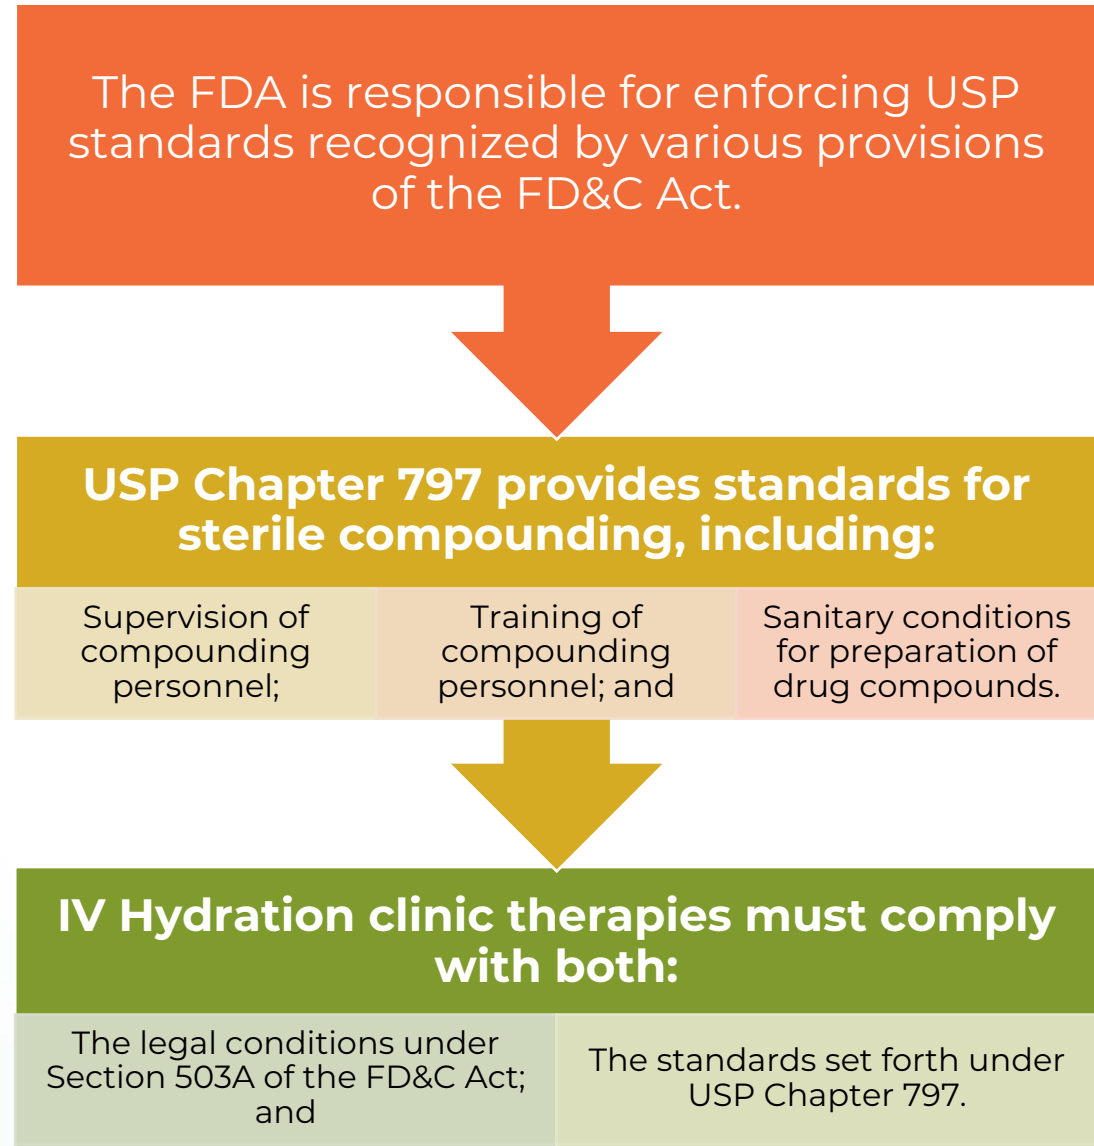 The FDA is responsible for enforcing USP
standards recognized by various provisions
of the FD&C Act.
USP Chapter 797 provides standards for
sterile compounding, including:
Supervision of
compounding
personnel;
Training of
compounding
personnel; and
Sanitary conditions
for preparation of
drug compounds.
IV Hydration clinic therapies must comply
with both:
The legal conditions under
Section 503A of the FD&C Act;
and
The standards set forth under
USP Chapter 797.